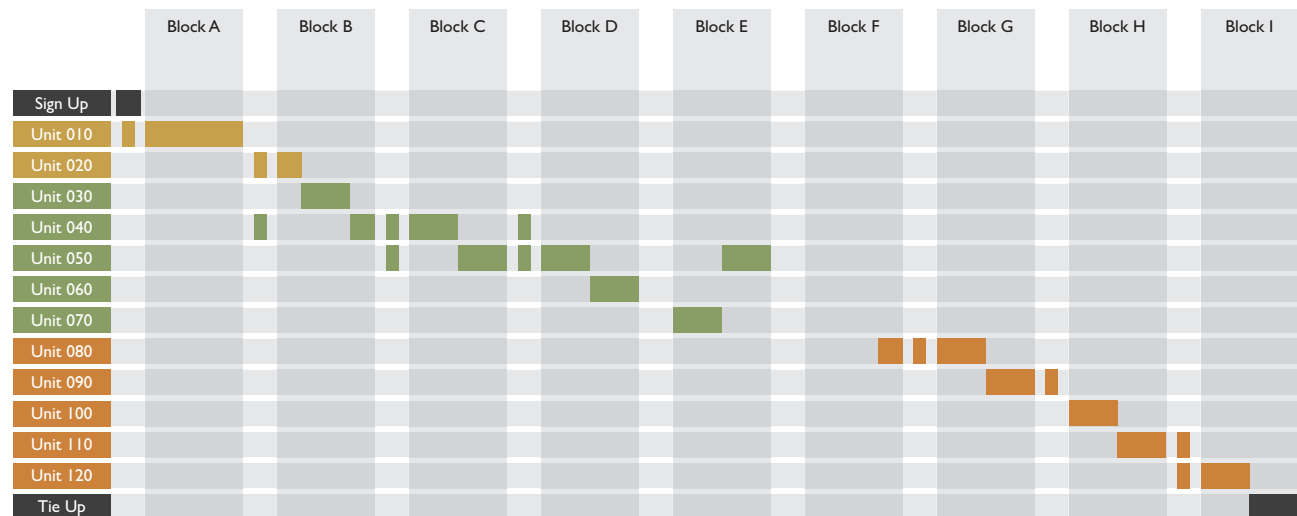 Block A Block B Block C Block D Block E Block F Block G Block H Block I
Sign Up
Unit 010
Unit 020
Unit 030
Unit 040
Unit 050
Unit 060
Unit 070
Unit 080
Unit 090
Unit 100
Unit 110
Unit 120
Tie Up